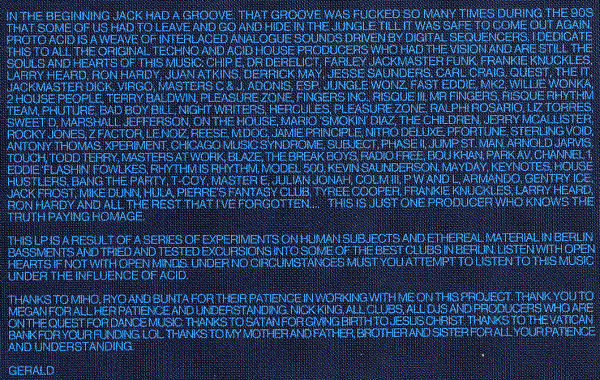 IN THE BEGINNING JACK HAD A GROOVE. THAT GROOVE WAS FUCKED SO MANY TIMES DURING THE 90S
THAT SOME OF US HAD TO LEAVE AND GO AND HIDE IN THE JUNGLE TILL IT WAS SAFE TO COME OUT AGAIN.
PROTO ACID IS A WEAVE OF INTERLACED ANALOGUE SOUNDS DRIVEN BY DIGITAL SEQUENCERS. I DEDICATE
THIS TO ALL THE ORIGINAL TECHNO AND ACID HOUSE PRODUCERS WHO HAD THE VISION AND ARE STILL THE
SOULS AND HEARTS OF THIS MUSIC: CHIP E, DR DERELICT, FARLEY JACKMASTER FUNK, FRANKIE KNUCKLES,
LARRY HEARD, RON HARDY, JUAN ATKINS, DERRICK MAY, JESSE SAUNDERS, CARL CRAIG, QUEST, THE IT,
JACKMASTER DICK, VIRGO, MASTERS C & J, ADONIS, ESP, JUNGLE WONZ, FAST EDDIE, MK2, WILLIE WONKA,
2 HOUSE PEOPLE, TERRY BALDWIN, PLEASURE ZONE, FINGERS INC, RISQUE III, MR FINGERS, RISQUE RHYTHM
TEAM, PHUTURE, BAD BOY BILL, NIGHT WRITERS, HERCULES, PLEASURE ZONE, RALPHI ROSARIO, LIZ TORRES,
SWEET D, MARSHALL JEFFERSON, ON THE HOUSE, MARIO 'SMOKIN' DIAZ, THE CHILDREN, JERRY MCALLISTER,
ROCKY JONES, Z FACTOR, LE NOIZ, REESE, M.DOC, JAMIE PRINCIPLE, NITRO DELUXE, PFORTUNE, STERLING VOID,
ANTONY THOMAS, XPERIMENT, CHICAGO MUSIC SYNDROME, SUBJECT, PHASE II, JUMP ST. MAN, ARNOLD JARVIS,
TOUCH, TODD TERRY, MASTERS AT WORK, BLAZE, THE BREAK BOYS, RADIO FREE, BOU KHAN, PARK AV, CHANNEL 1,
EDDIE 'FLASHIN' FOWLKES, RHYTHM IS RHYTHM, MODEL 500, KEVIN SAUNDERSON, MAYDAY, KEYNOTES, HOUSE
HUSTLERS, BANG THE PARTY, T-COY, MASTER E, JULIAN JONAH, COLM III, P W AND L, ARMANDO, GENTRY ICE,
JACK FROST, MIKE DUNN, HULA, PIERRE'S FANTASY CLUB, TYREE COOPER, FRANKIE KNUCKLES, LARRY HEARD,
RON HARDY AND ALL THE REST THAT I'VE FORGOTTEN... THIS IS JUST ONE PRODUCER WHO KNOWS THE
TRUTH PAYING HOMAGE.
THIS LP IS A RESULT OF A SERIES OF EXPERIMENTS ON HUMAN SUBJECTS AND ETHEREAL MATERIAL IN BERLIN
BASSMENTS AND TRIED AND TESTED EXCURSIONS INTO SOME OF THE BEST CLUBS IN BERLIN. LISTEN WITH OPEN
HEARTS IF NOT WITH OPEN MINDS. UNDER NO CIRCUMSTANCES MUST YOU ATTEMPT TO LISTEN TO THIS MUSIC
UNDER THE INFLUENCE OF ACID.
THANKS TO MIHO, RYO AND BUNTA FOR THEIR PATIENCE IN WORKING WITH ME ON THIS PROJECT. THANK YOU TO
MEGAN FOR ALL HER PATIENCE AND UNDERSTANDING. NICK KING. ALL CLUBS, ALL DJS AND PRODUCERS WHO ARE
ON THE QUEST FOR DANCE MUSIC. THANKS TO SATAN FOR GIVING BIRTH TO JESUS CHRIST. THANKS TO THE VATICAN
BANK FOR YOUR FUNDING. LOL. THANKS TO MY MOTHER AND FATHER, BROTHER AND SISTER FOR ALL YOUR PATIENCE
AND UNDERSTANDING.
GERALD